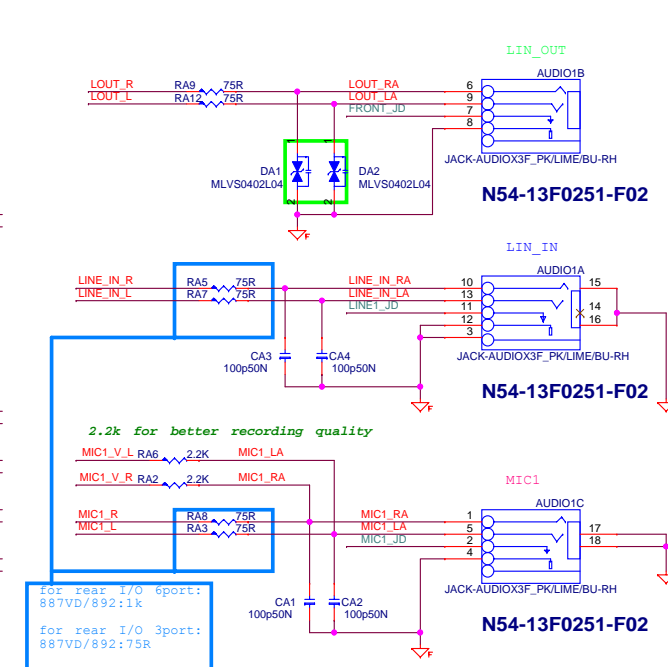 LIN_OUT
AUDIO1B
LOUT_R RA9 75R LOUT_RA 6
LOUT_L RA12 75R LOUT_LA 9
FRONT_JD 7
8
1 1
DA1 DA2
MLVS0402L04 MLVS0402L04
2 2
JACK-AUDIOX3F_PK/LIME/BU-RH
N54-13F0251-F02
F
LIN_IN
AUDIO1A
LINE_IN_R RA5 75R LINE_IN_RA 10 15
LINE_IN_L RA7 75R LINE_IN_LA 13
LINE1_JD 11 14
12 16
3
CA3 CA4
100p50N 100p50N
JACK-AUDIOX3F_PK/LIME/BU-RH
N54-13F0251-F02
F
2.2k for better recording quality
MIC1_V_L RA6 2.2K MIC1_LA
MIC1_V_R RA2 2.2K MIC1_RA
MIC1
AUDIO1C
MIC1_R RA8 75R MIC1_RA 1
MIC1_L RA3 75R MIC1_LA 5 17
MIC1_JD 2 18
4
for rear I/O 6port:
887VD/892:1k
for rear I/O 3port:
887VD/892:75R
CA1 CA2
100p50N 100p50N
JACK-AUDIOX3F_PK/LIME/BU-RH
N54-13F0251-F02
F